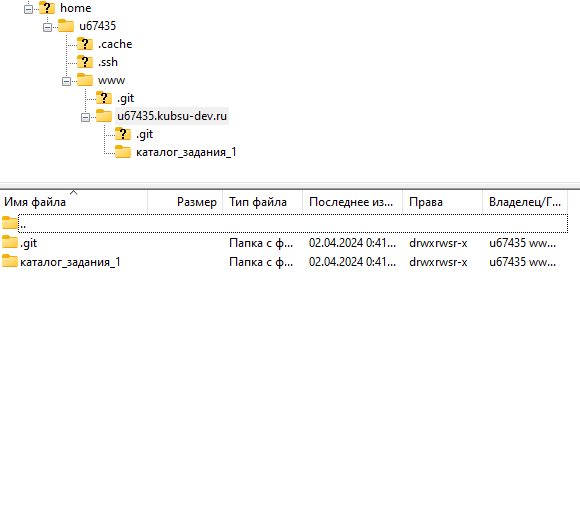 home
u67435
.cache
.ssh
www
.git
u67435.kubsu-dev.ru
.git
каталог_задания_1
Имя файла Размер Тип файла Последнее из... Права Владелец/Г...
..
.git Папка с ф... 02.04.2024 0:41... drwxrwsr-x u67435 ww...
каталог_задания_1 Папка с ф... 02.04.2024 0:41... drwxrwsr-x u67435 ww...